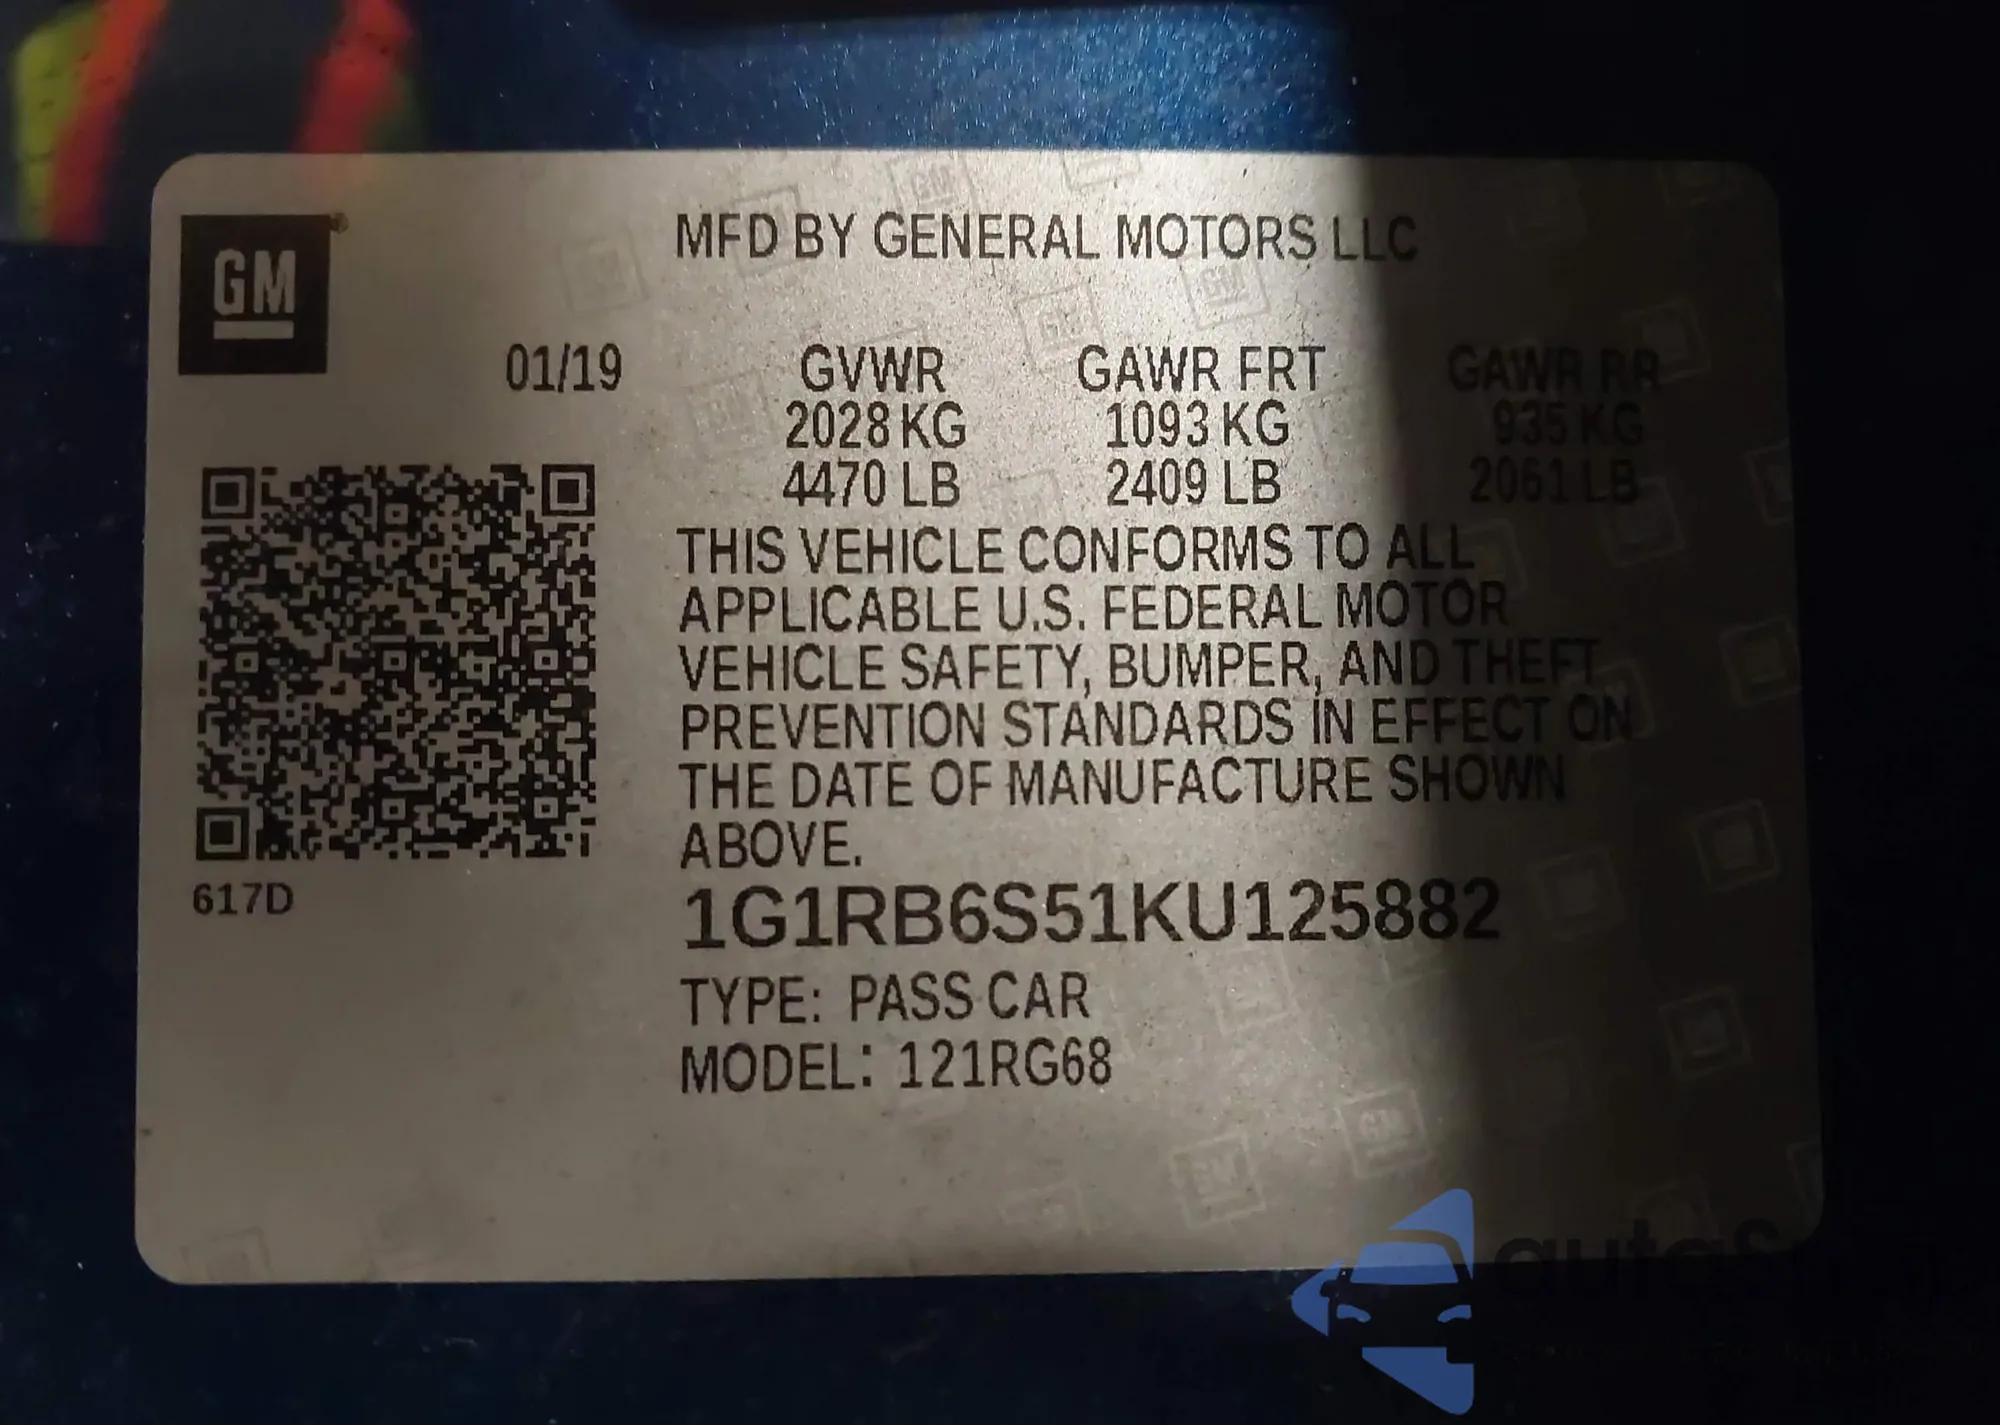 GM
MFD BY GENERAL MOTORS LLC
01/19
GVWR GAWR FRT GAWR RR
2028 KG 1093 KG 935 KG
4470 LB 2409 LB 2061 LB
THIS VEHICLE CONFORMS TO ALL
APPLICABLE U.S. FEDERAL MOTOR
VEHICLE SAFETY, BUMPER, AND THEFT
PREVENTION STANDARDS IN EFFECT ON
THE DATE OF MANUFACTURE SHOWN
ABOVE.
617D
1G1RB6S51KU125882
TYPE: PASS CAR
MODEL: 121RG68